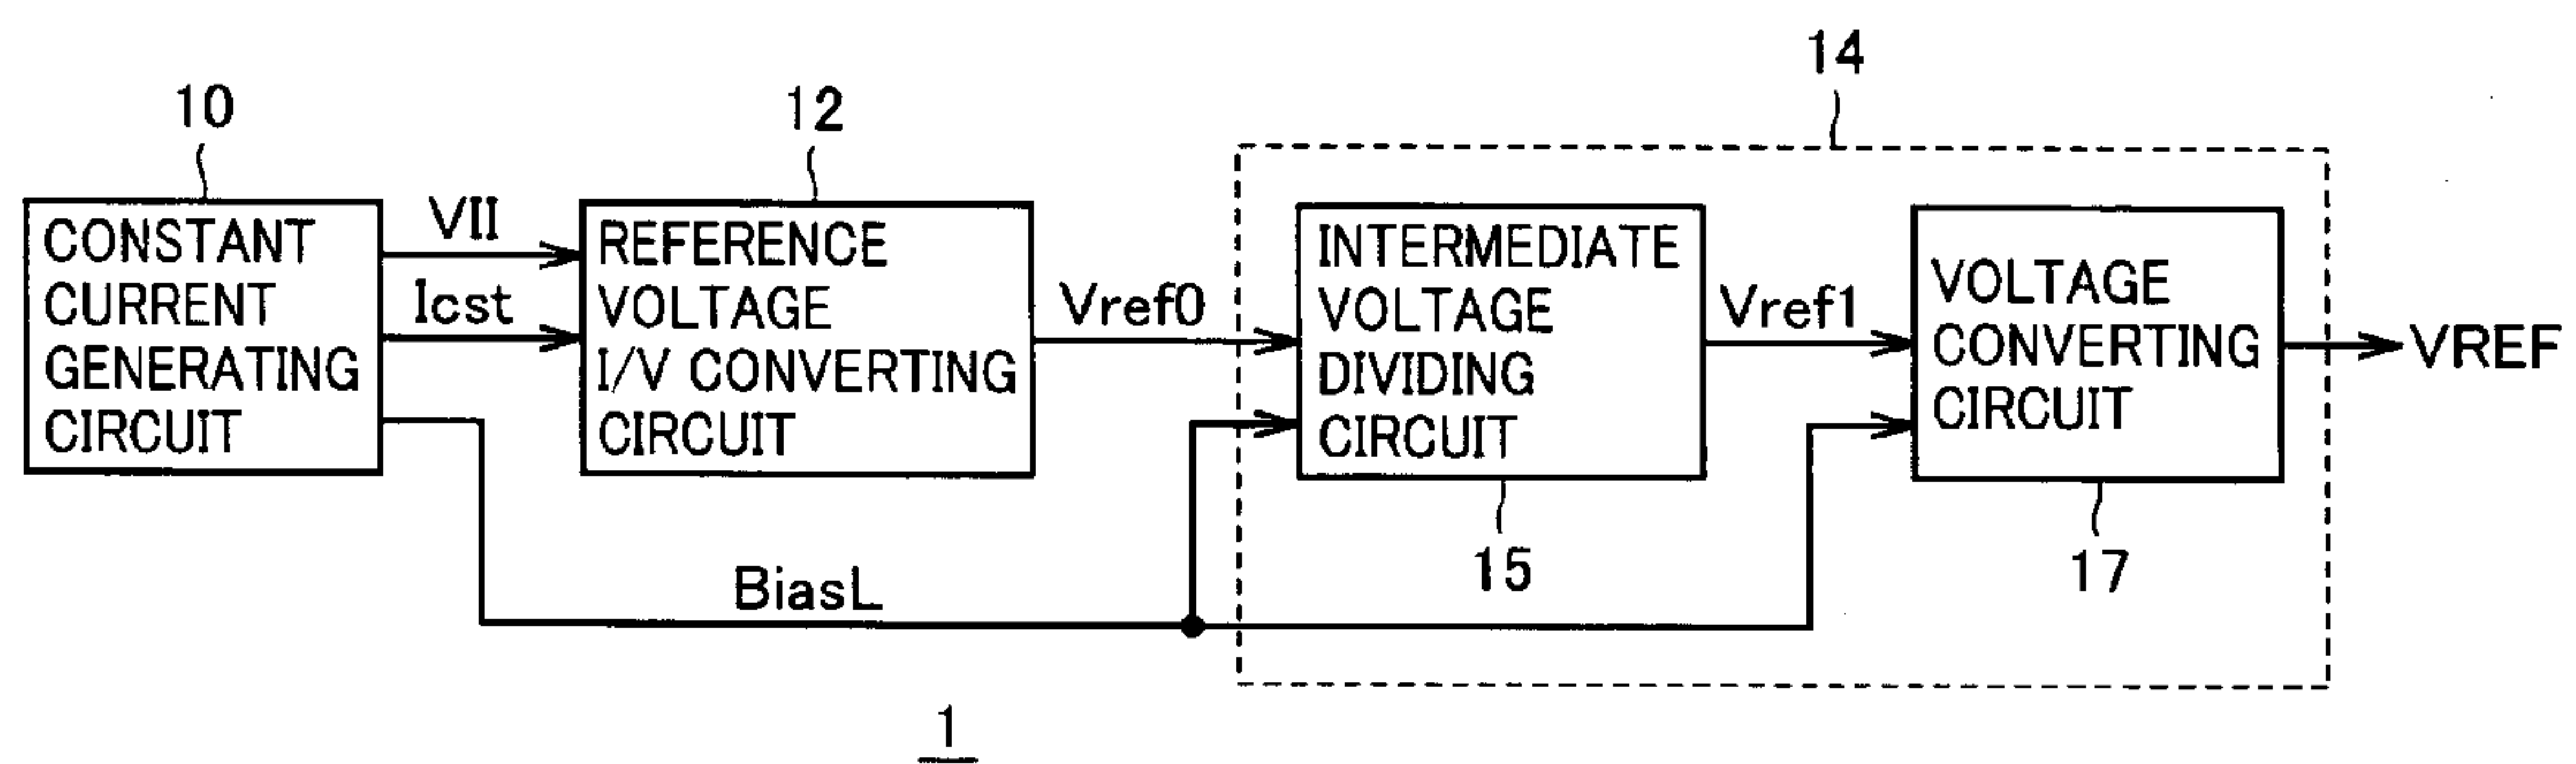 14
10
12
CONSTANT
CURRENT
GENERATING
CIRCUIT
VII
Icst
REFERENCE
VOLTAGE
I/V CONVERTING
CIRCUIT
Vref0
INTERMEDIATE
VOLTAGE
DIVIDING
CIRCUIT
Vref1
VOLTAGE
CONVERTING
CIRCUIT
VREF
15
17
BiasL
1